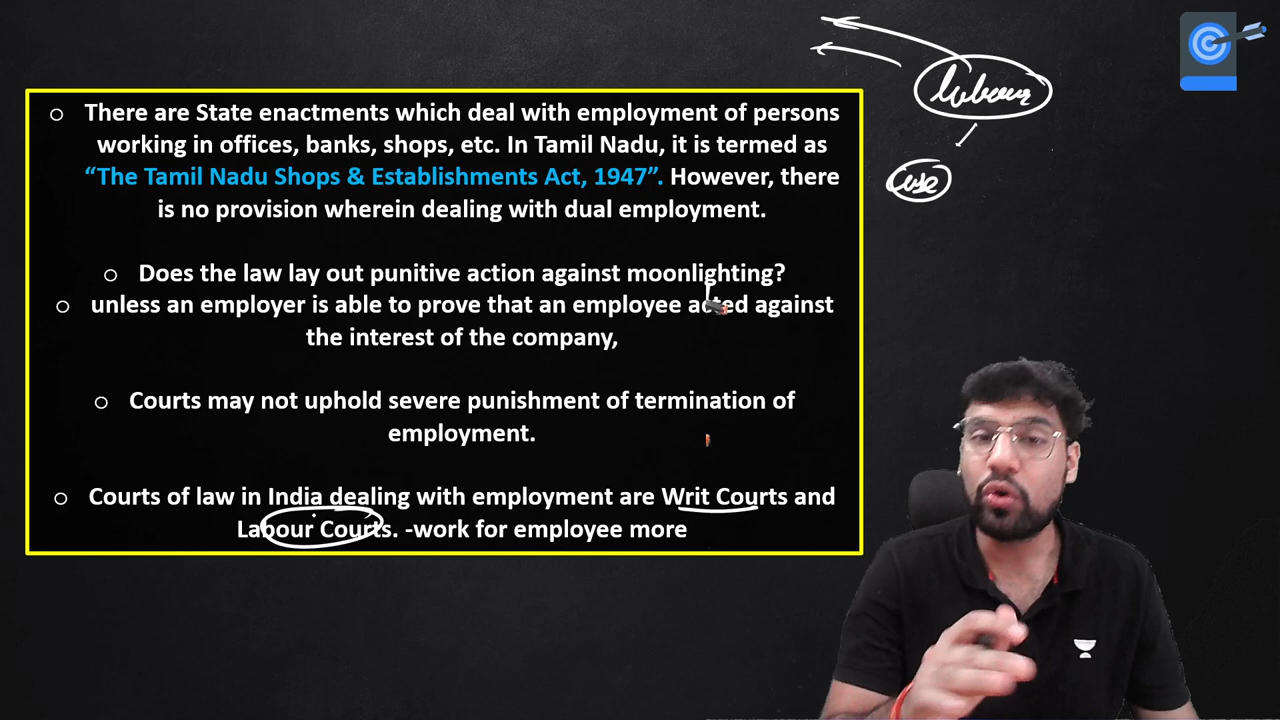 There are State enactments which deal with employment of persons
working in offices, banks, shops, etc. In Tamil Nadu, it is termed as
“The Tamil Nadu Shops & Establishments Act, 1947”. However, there
is no provision wherein dealing with dual employment.
Does the law lay out punitive action against moonlighting?
unless an employer is able to prove that an employee acted against
the interest of the company,
Courts may not uphold severe punishment of termination of
employment.
Courts of law in India dealing with employment are Writ Courts and
Labour Courts. -work for employee more
labour